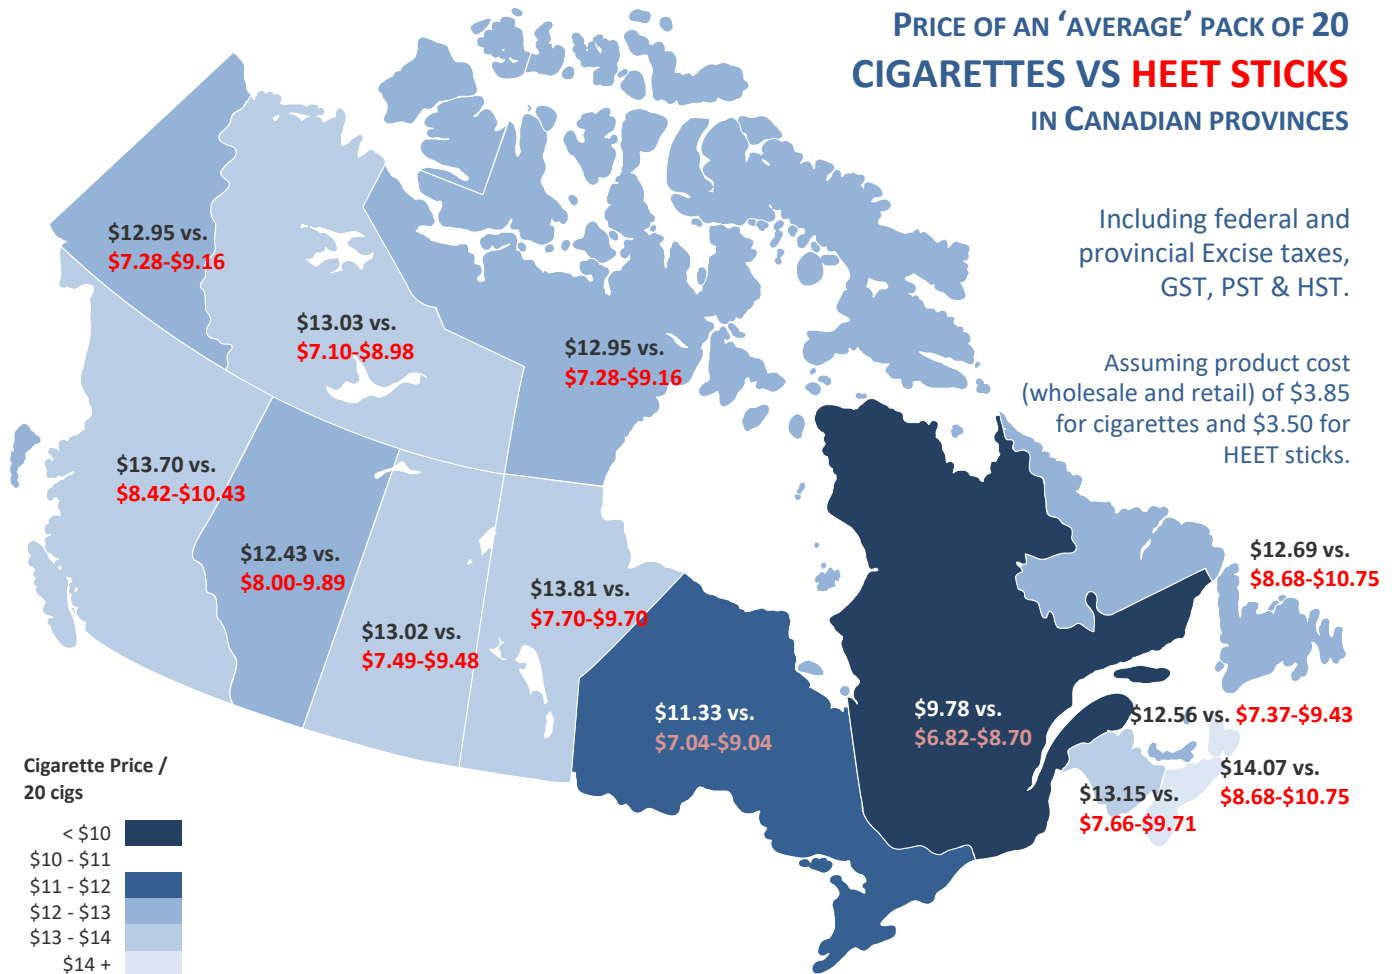 PRICE OF AN ‘AVERAGE’ PACK OF 20
CIGARETTES VS HEET STICKS
IN CANADIAN PROVINCES
Including federal and
provincial Excise taxes,
GST, PST & HST.
Assuming product cost
(wholesale and retail) of $3.85
for cigarettes and $3.50 for
HEET sticks.
$12.95 vs.
$7.28-$9.16
$13.03 vs.
$7.10-$8.98
$12.95 vs.
$7.28-$9.16
$13.70 vs.
$8.42-$10.43
$12.43 vs.
$8.00-9.89
$13.02 vs.
$7.49-$9.48
$13.81 vs.
$7.70-$9.70
$11.33 vs.
$7.04-$9.04
$9.78 vs.
$6.82-$8.70
$12.69 vs.
$8.68-$10.75
$12.56 vs. $7.37-$9.43
$14.07 vs.
$8.68-$10.75
$13.15 vs.
$7.66-$9.71
Cigarette Price /
20 cigs
< $10
$10 - $11
$11 - $12
$12 - $13
$13 - $14
$14 +